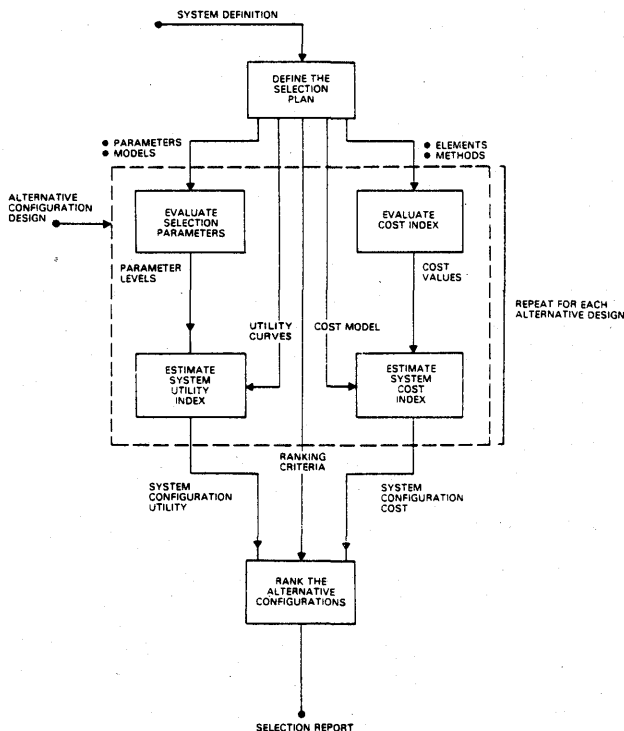 SYSTEM DEFINITION
DEFINE THE
SELECTION
PLAN
● PARAMETERS
● MODELS
● ELEMENTS
● METHODS
ALTERNATIVE
CONFIGURATION
DESIGN
EVALUATE
SELECTION
PARAMETERS
EVALUATE
COST INDEX
PARAMETER
LEVELS
COST
VALUES
REPEAT FOR EACH
ALTERNATIVE DESIGN
UTILITY
CURVES
COST MODEL
ESTIMATE
SYSTEM
UTILITY
INDEX
ESTIMATE
SYSTEM
COST
INDEX
RANKING
CRITERIA
SYSTEM
CONFIGURATION
UTILITY
SYSTEM
CONFIGURATION
COST
RANK THE
ALTERNATIVE
CONFIGURATIONS
SELECTION REPORT